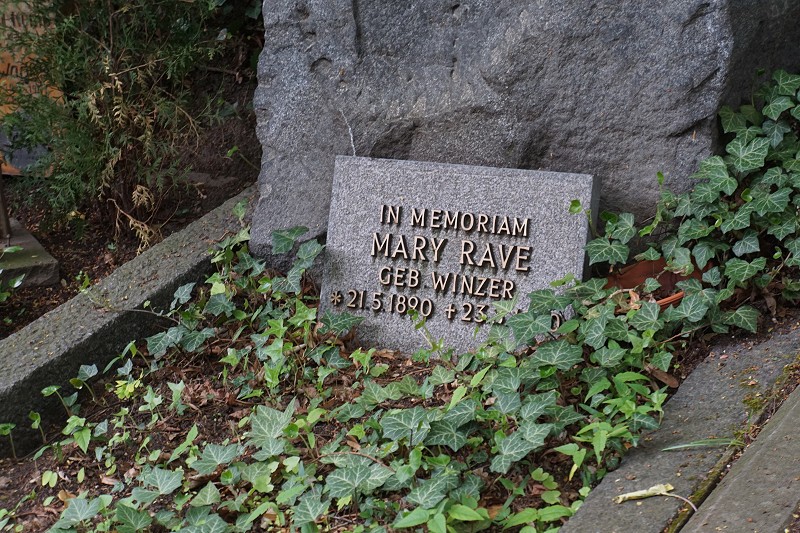 IN MEMORIAM
MARY RAVE
GEB. WINZER
* 21.5.1890 + 23.